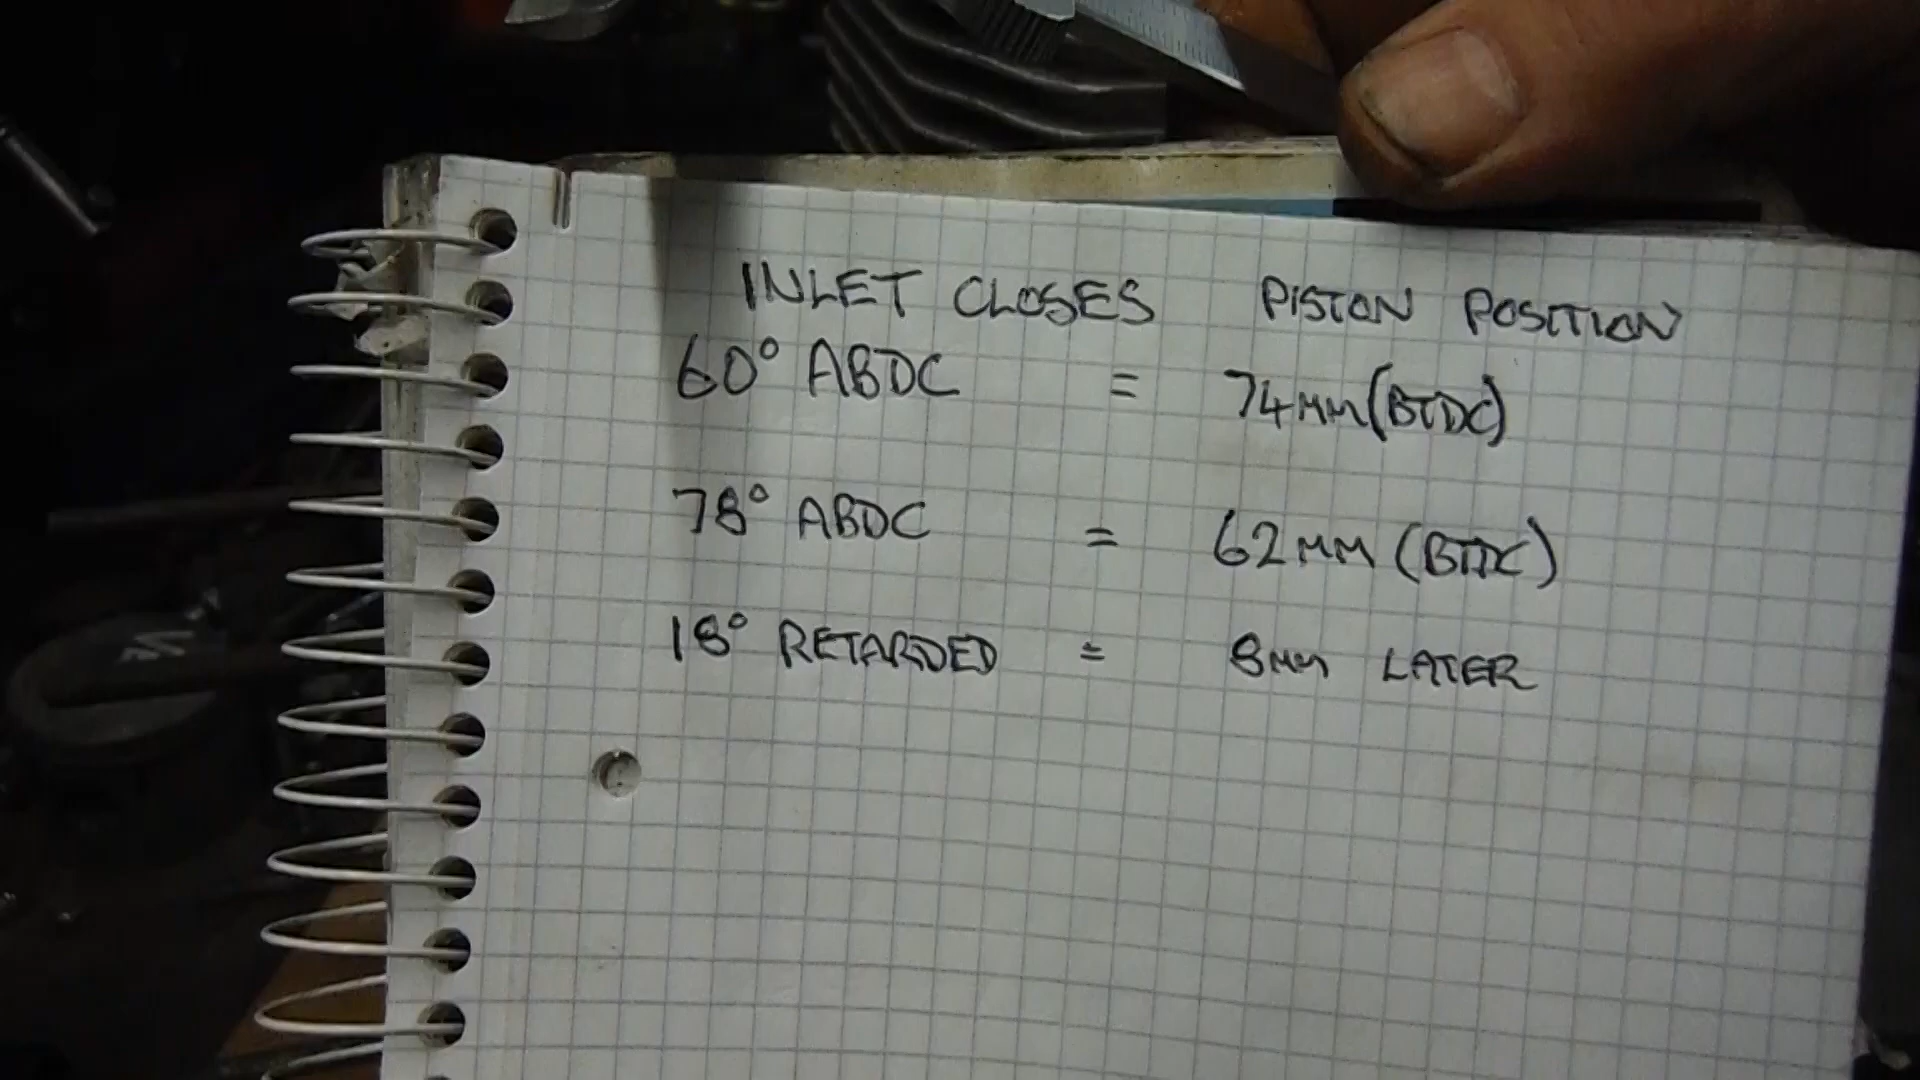 INLET CLOSES PISTON POSITION
60° ABDC = 74MM (BTDC)
78° ABDC = 62MM (BTDC)
18° RETARDED = 8MM LATER